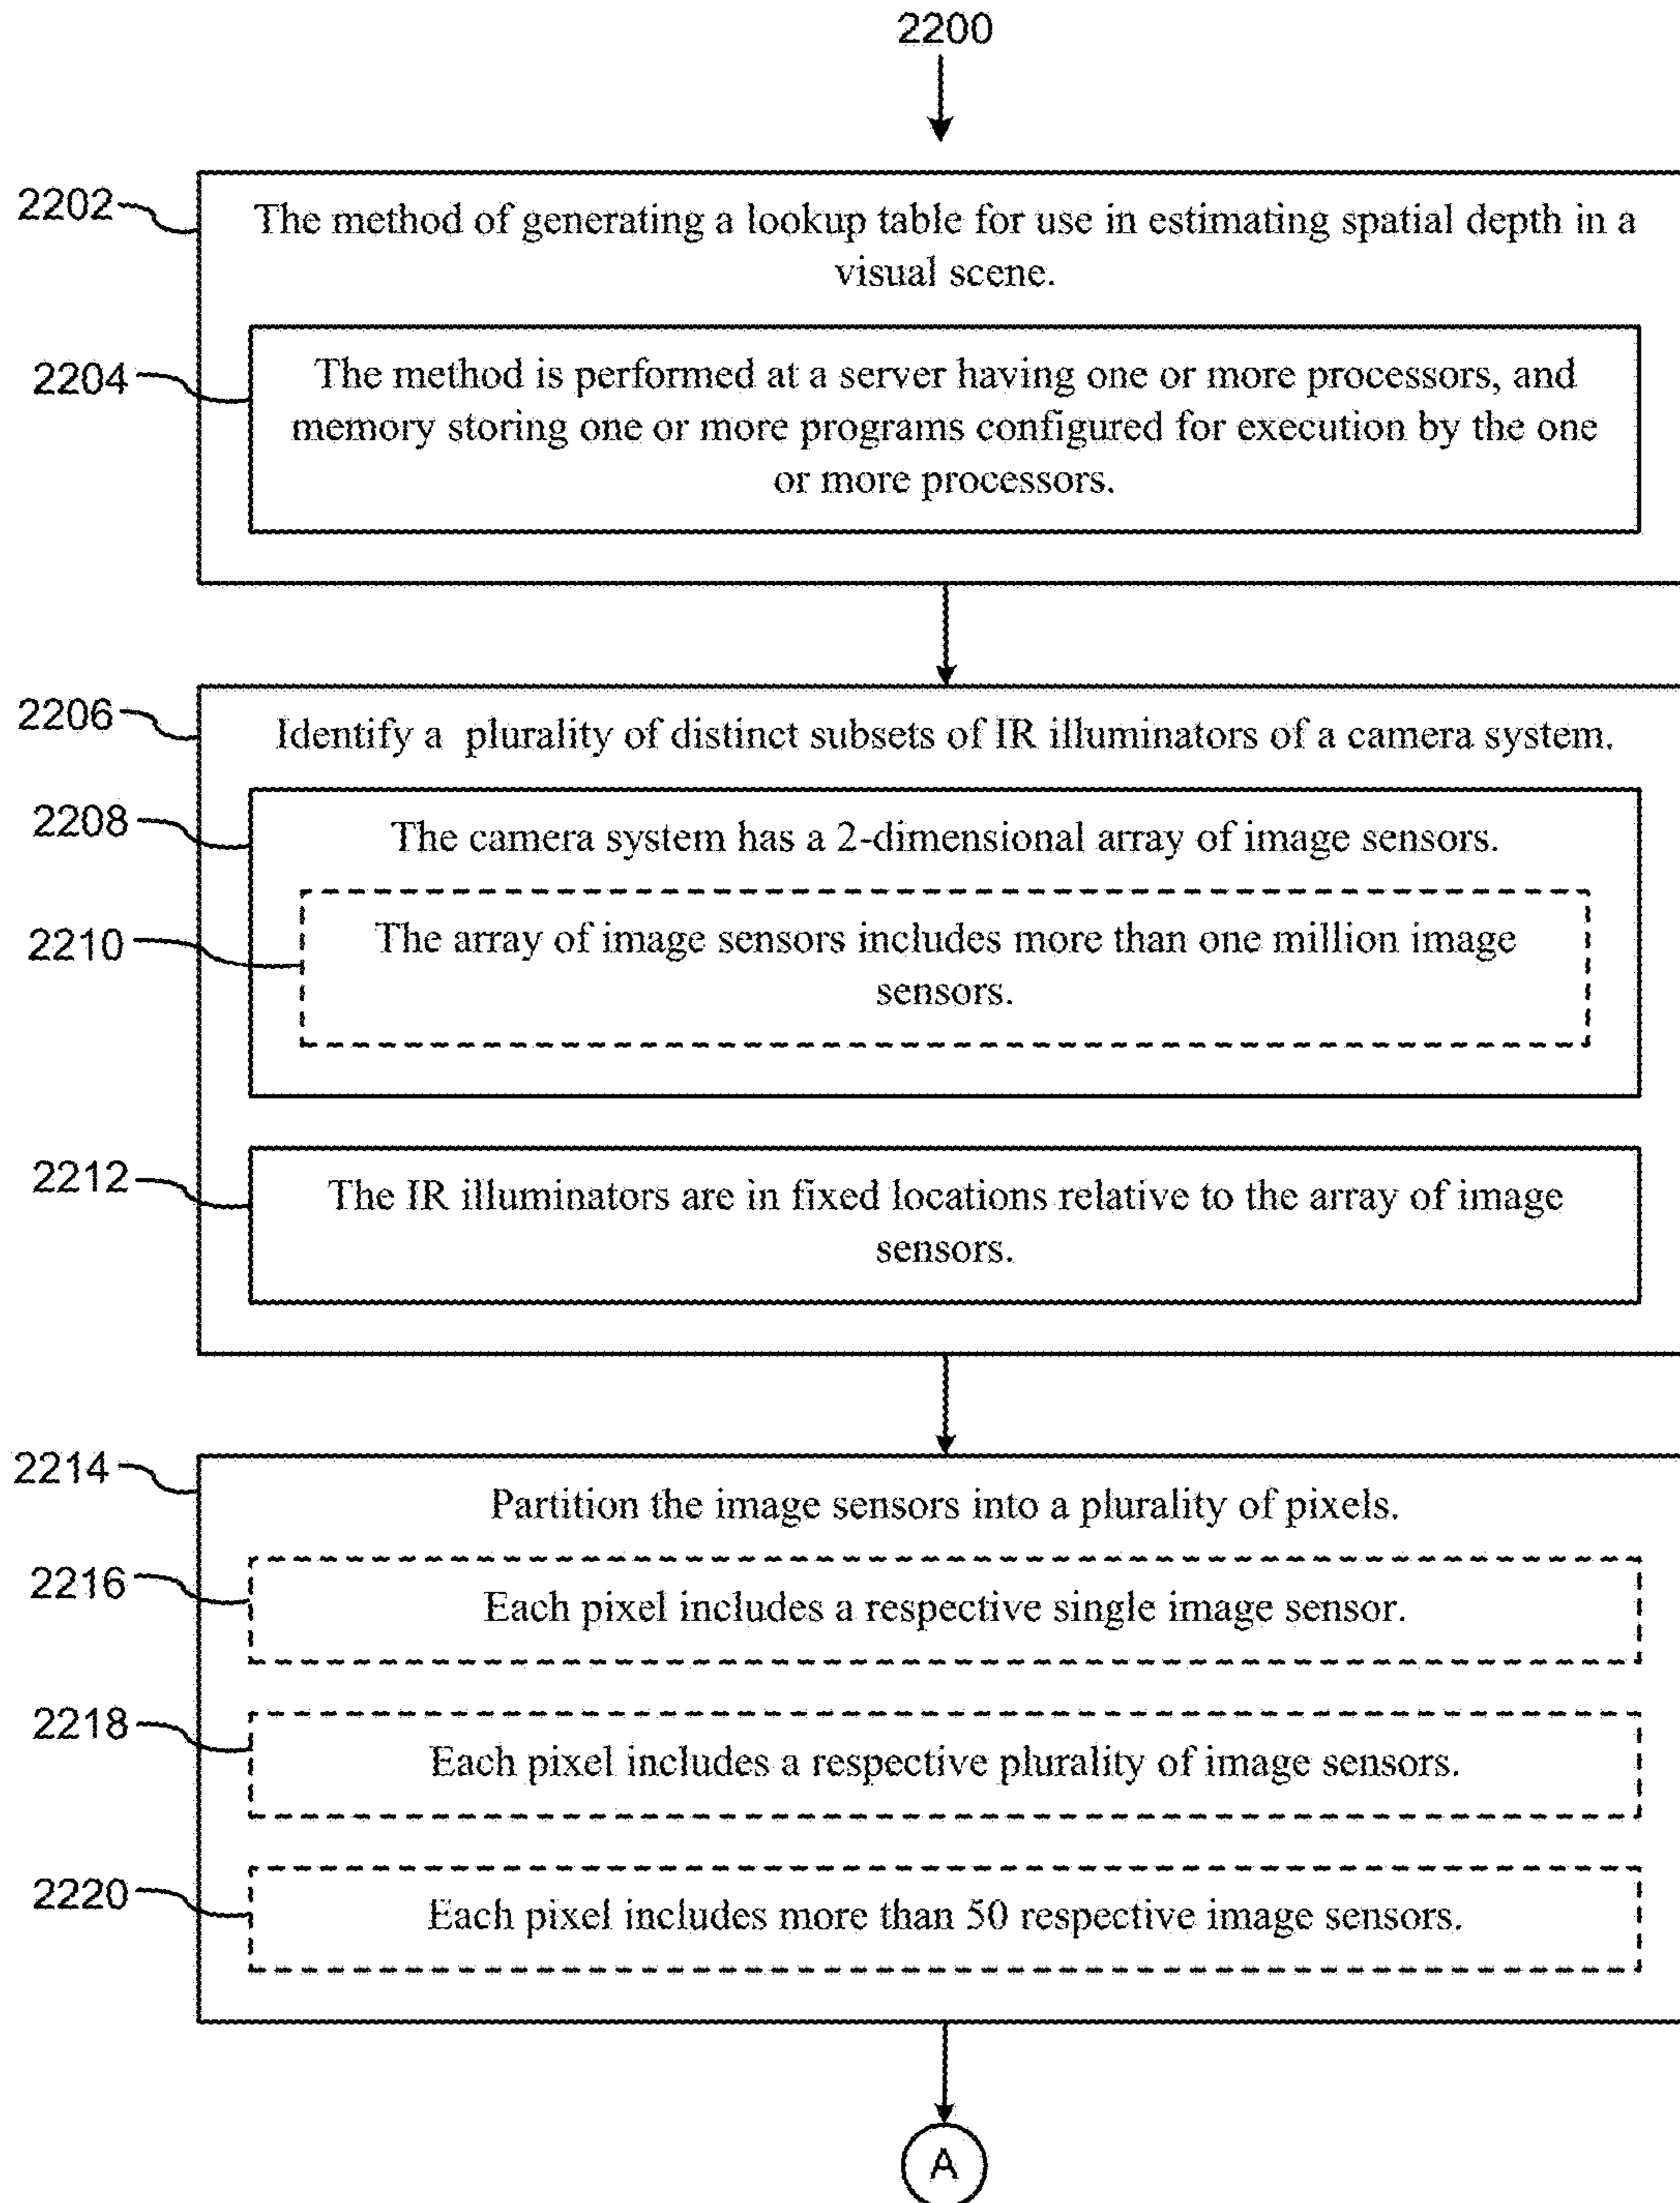 2200
2202
The method of generating a lookup table for use in estimating spatial depth in a
visual scene.
2204
The method is performed at a server having one or more processors, and
memory storing one or more programs configured for execution by the one
or more processors.
2206
Identify a plurality of distinct subsets of IR illuminators of a camera system.
2208
The camera system has a 2-dimensional array of image sensors.
2210
The array of image sensors includes more than one million image
sensors.
2212
The IR illuminators are in fixed locations relative to the array of image
sensors.
2214
Partition the image sensors into a plurality of pixels.
2216
Each pixel includes a respective single image sensor.
2218
Each pixel includes a respective plurality of image sensors.
2220
Each pixel includes more than 50 respective image sensors.
A